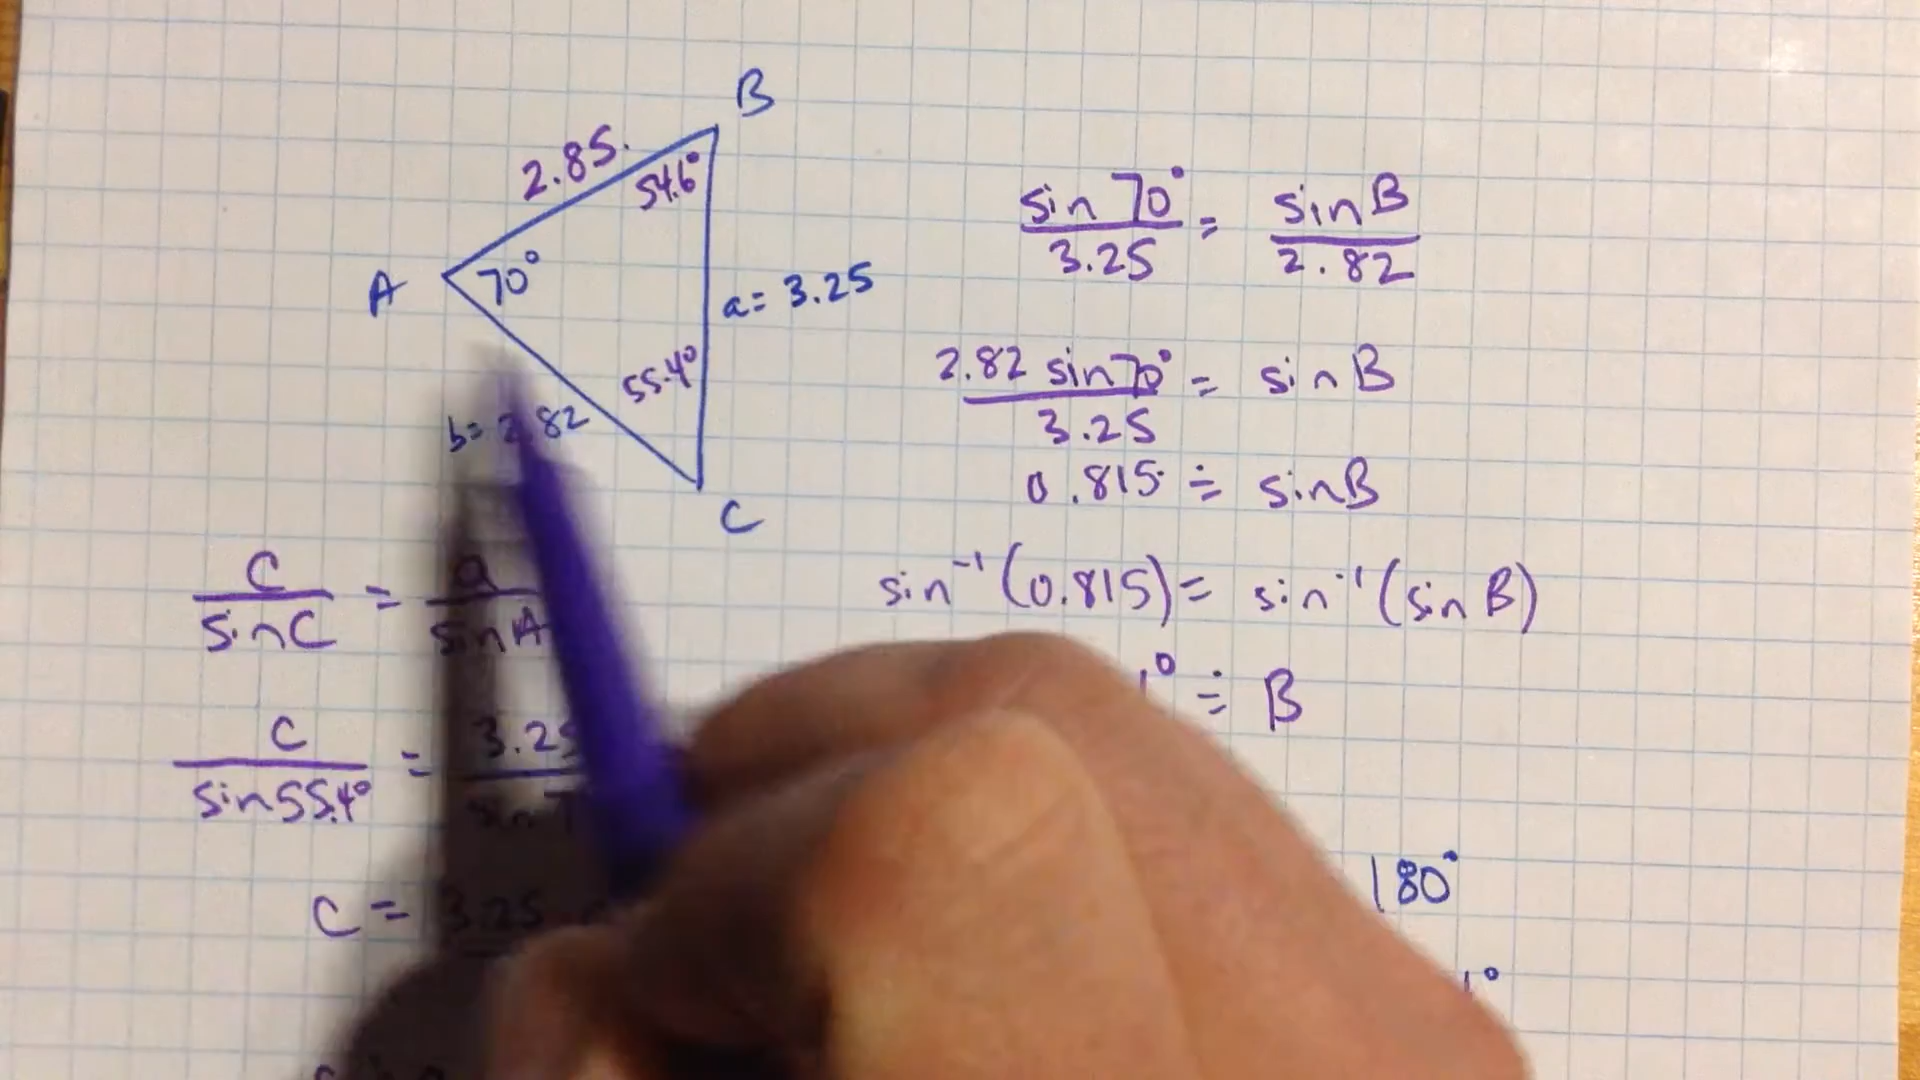 B
2.85.
54.6°
A
70°
a = 3.25
55.4°
b = 2.82
C
sin 70° / 3.25 = sin B / 2.82
2.82 sin 70° / 3.25 = sin B
0.815 ≐ sin B
sin⁻¹ (0.815) = sin⁻¹ (sin B)
° ≐ B
180°
°
c / sin C = a / sin A
c / sin 55.4° = 3.25 / sin 7
c = 3.25